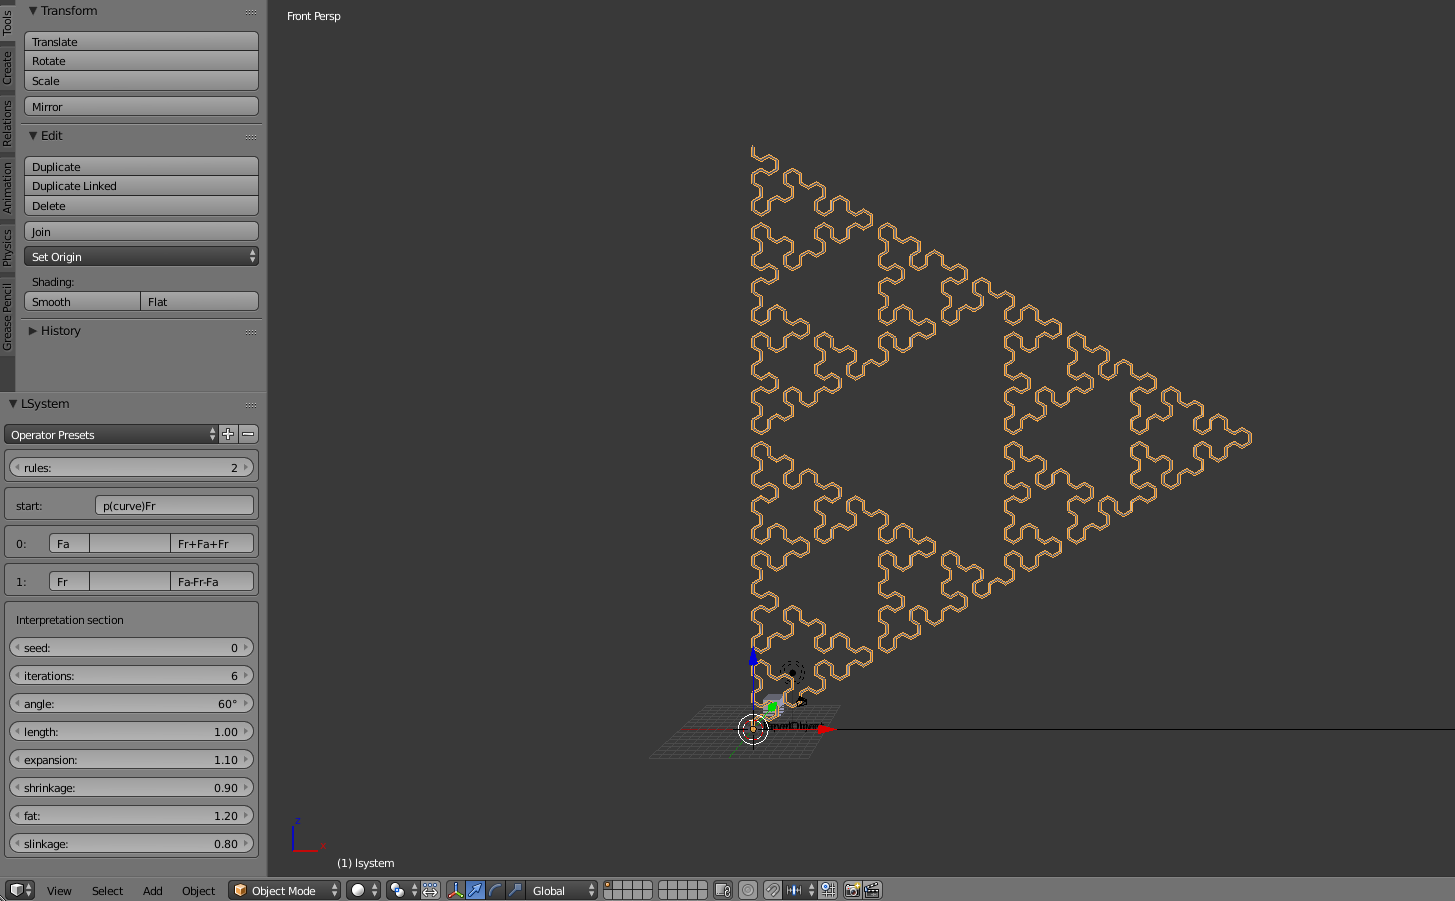 Tools
Create
Relations
Animation
Physics
Grease Pencil
Transform
Translate
Rotate
Scale
Mirror
Edit
Duplicate
Duplicate Linked
Delete
Join
Set Origin
Shading:
Smooth Flat
History
LSystem
Operator Presets
rules: 2
start: p(curve)Fr
0: Fa Fr+Fa+Fr
1: Fr Fa-Fr-Fa
Interpretation section
seed: 0
iterations: 6
angle: 60°
length: 1.00
expansion: 1.10
shrinkage: 0.90
fat: 1.20
slinkage: 0.80
Front Persp
z
x
(1) lsystem
View Select Add Object Object Mode Global